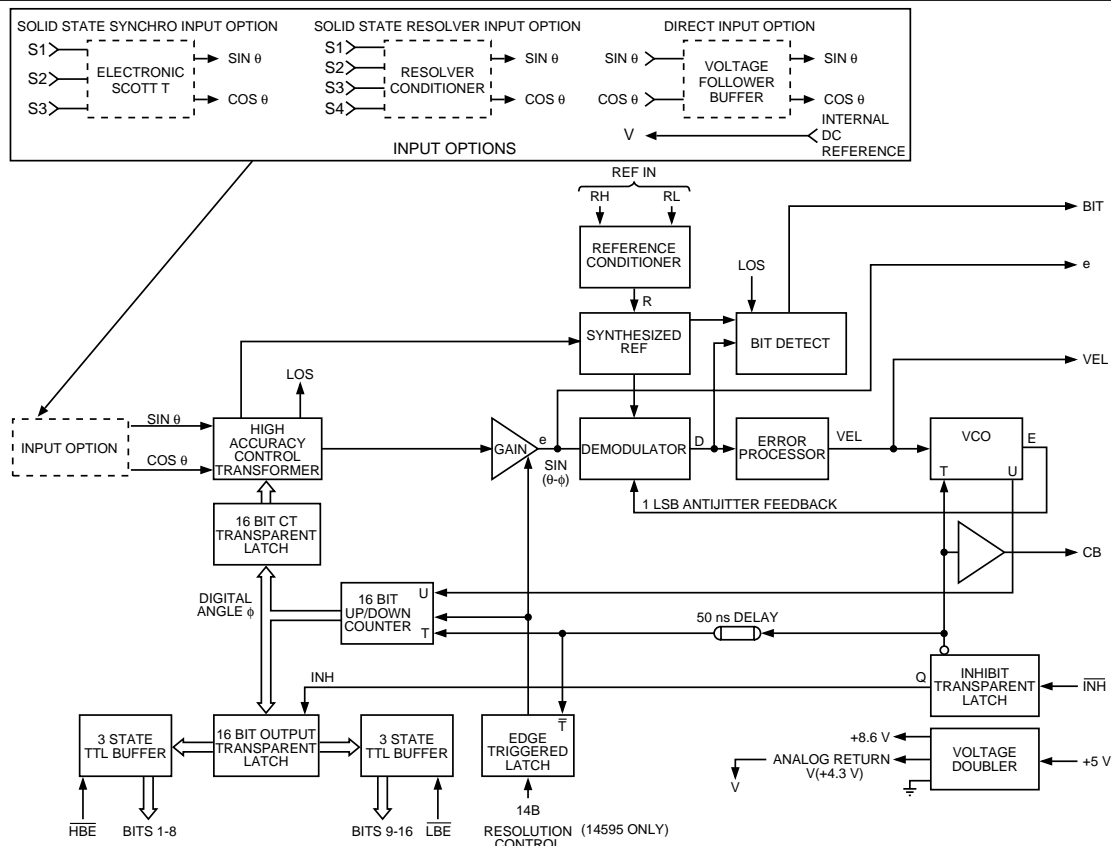 SOLID STATE SYNCHRO INPUT OPTION
S1
S2
S3
ELECTRONIC
SCOTT T
SIN θ
COS θ
SOLID STATE RESOLVER INPUT OPTION
S1
S2
S3
S4
RESOLVER
CONDITIONER
SIN θ
COS θ
DIRECT INPUT OPTION
SIN θ
COS θ
VOLTAGE
FOLLOWER
BUFFER
SIN θ
COS θ
V
INTERNAL
DC
REFERENCE
INPUT OPTIONS
REF IN
RH
RL
REFERENCE
CONDITIONER
R
SYNTHESIZED
REF
LOS
BIT DETECT
BIT
e
VEL
LOS
INPUT OPTION
SIN θ
COS θ
HIGH
ACCURACY
CONTROL
TRANSFORMER
GAIN
e
SIN
(θ-ϕ)
DEMODULATOR
D
ERROR
PROCESSOR
VEL
VCO
E
T
U
1 LSB ANTIJITTER FEEDBACK
16 BIT CT
TRANSPARENT
LATCH
CB
DIGITAL
ANGLE ϕ
16 BIT
UP/DOWN
COUNTER
U
T
50 ns DELAY
INH
Q
INHIBIT
TRANSPARENT
LATCH
INH
3 STATE
TTL BUFFER
16 BIT OUTPUT
TRANSPARENT
LATCH
3 STATE
TTL BUFFER
T
EDGE
TRIGGERED
LATCH
+8.6 V
ANALOG RETURN
V(+4.3 V)
V
VOLTAGE
DOUBLER
+5 V
HBE
BITS 1-8
BITS 9-16
LBE
14B
RESOLUTION
CONTROL
(14595 ONLY)